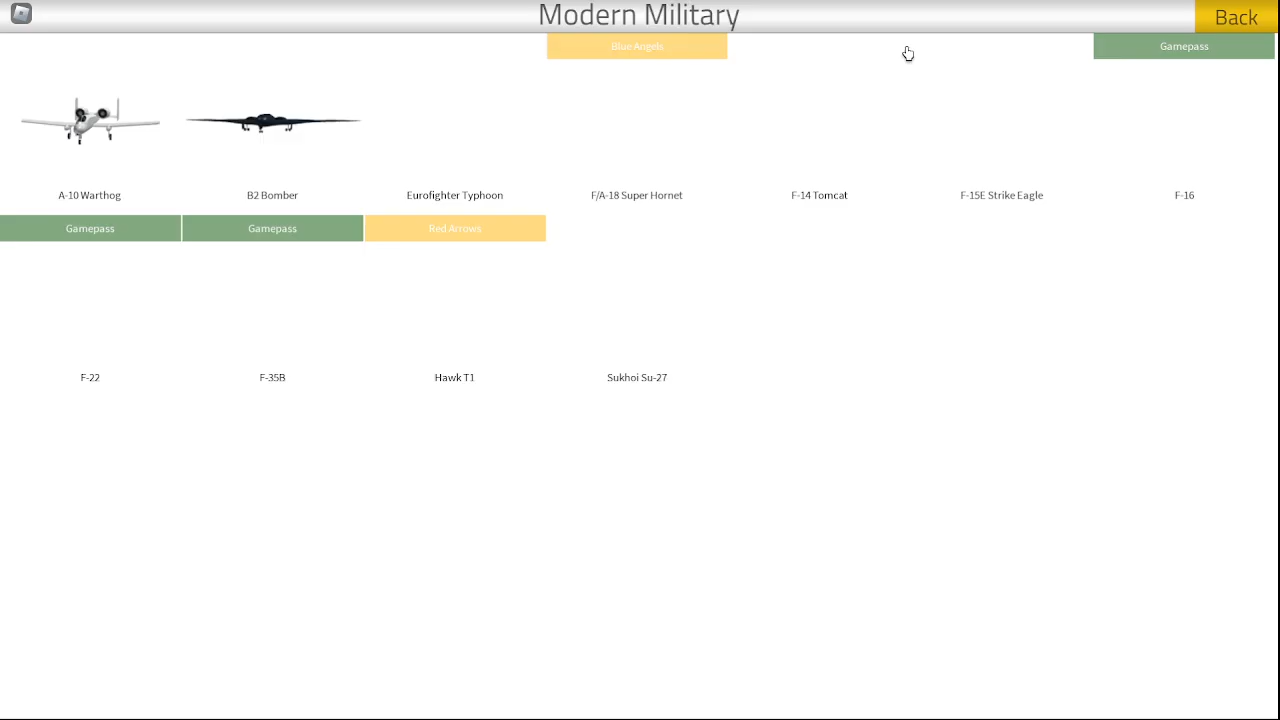 Modern Military
Back
Blue Angels
Gamepass
A-10 Warthog
B2 Bomber
Eurofighter Typhoon
F/A-18 Super Hornet
F-14 Tomcat
F-15E Strike Eagle
F-16
Gamepass
Gamepass
Red Arrows
F-22
F-35B
Hawk T1
Sukhoi Su-27